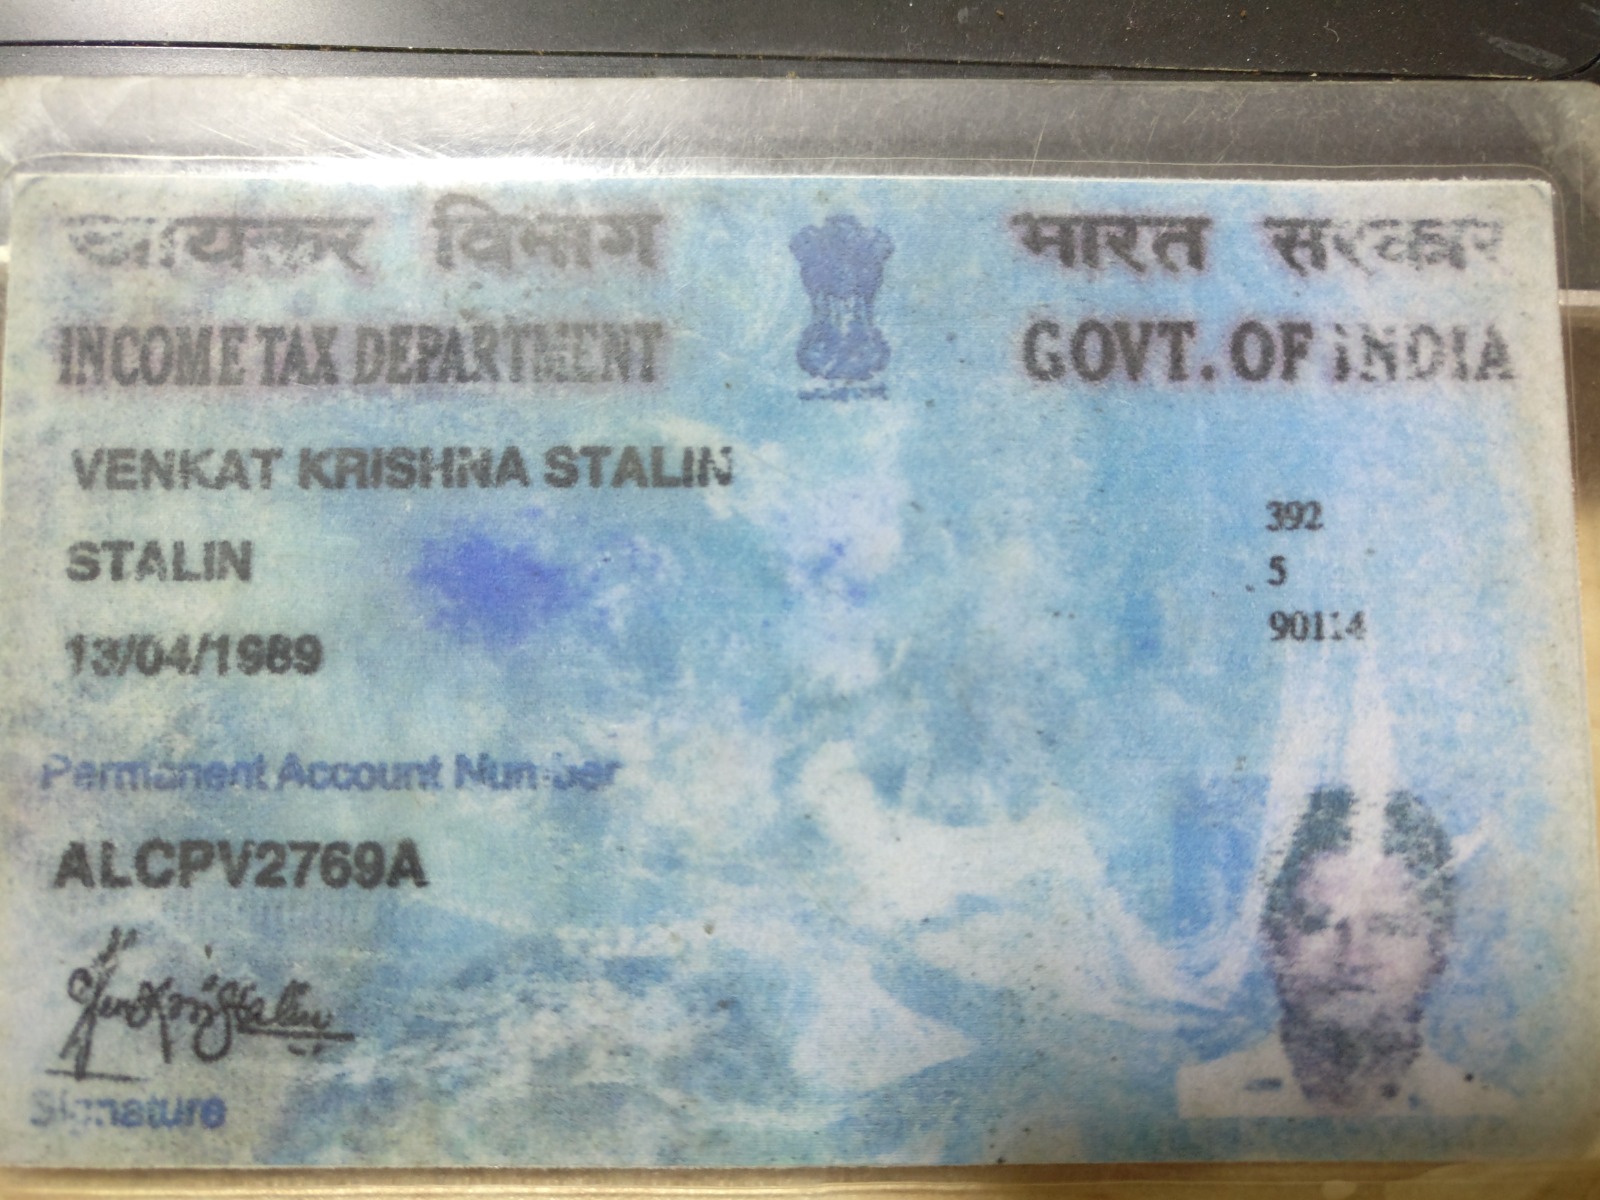 आयकर विभाग
भारत सरकार
INCOME TAX DEPARTMENT
GOVT. OF INDIA
VENKAT KRISHNA STALIN
STALIN
13/04/1989
392
5
90114
Permanent Account Number
ALCPV2769A
Signature